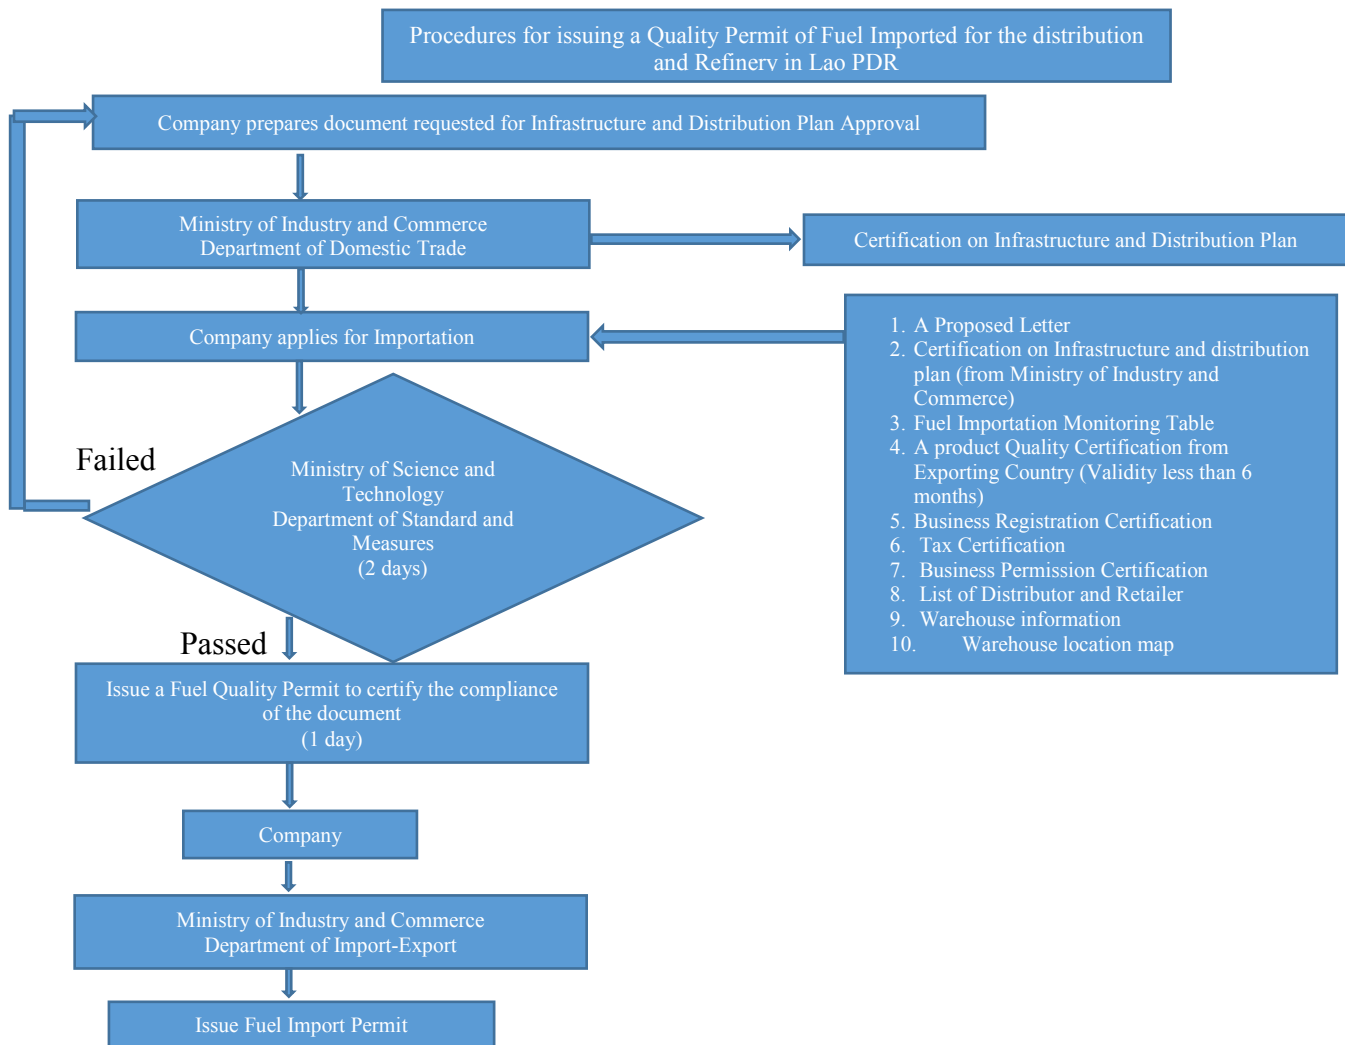 Procedures for issuing a Quality Permit of Fuel Imported for the distribution
and Refinery in Lao PDR
Company prepares document requested for Infrastructure and Distribution Plan Approval
Ministry of Industry and Commerce
Department of Domestic Trade
Certification on Infrastructure and Distribution Plan
Company applies for Importation
1. A Proposed Letter
2. Certification on Infrastructure and distribution
plan (from Ministry of Industry and
Commerce)
3. Fuel Importation Monitoring Table
4. A product Quality Certification from
Exporting Country (Validity less than 6
months)
5. Business Registration Certification
6. Tax Certification
7. Business Permission Certification
8. List of Distributor and Retailer
9. Warehouse information
10. Warehouse location map
Failed
Ministry of Science and
Technology
Department of Standard and
Measures
(2 days)
Passed
Issue a Fuel Quality Permit to certify the compliance
of the document
(1 day)
Company
Ministry of Industry and Commerce
Department of Import-Export
Issue Fuel Import Permit